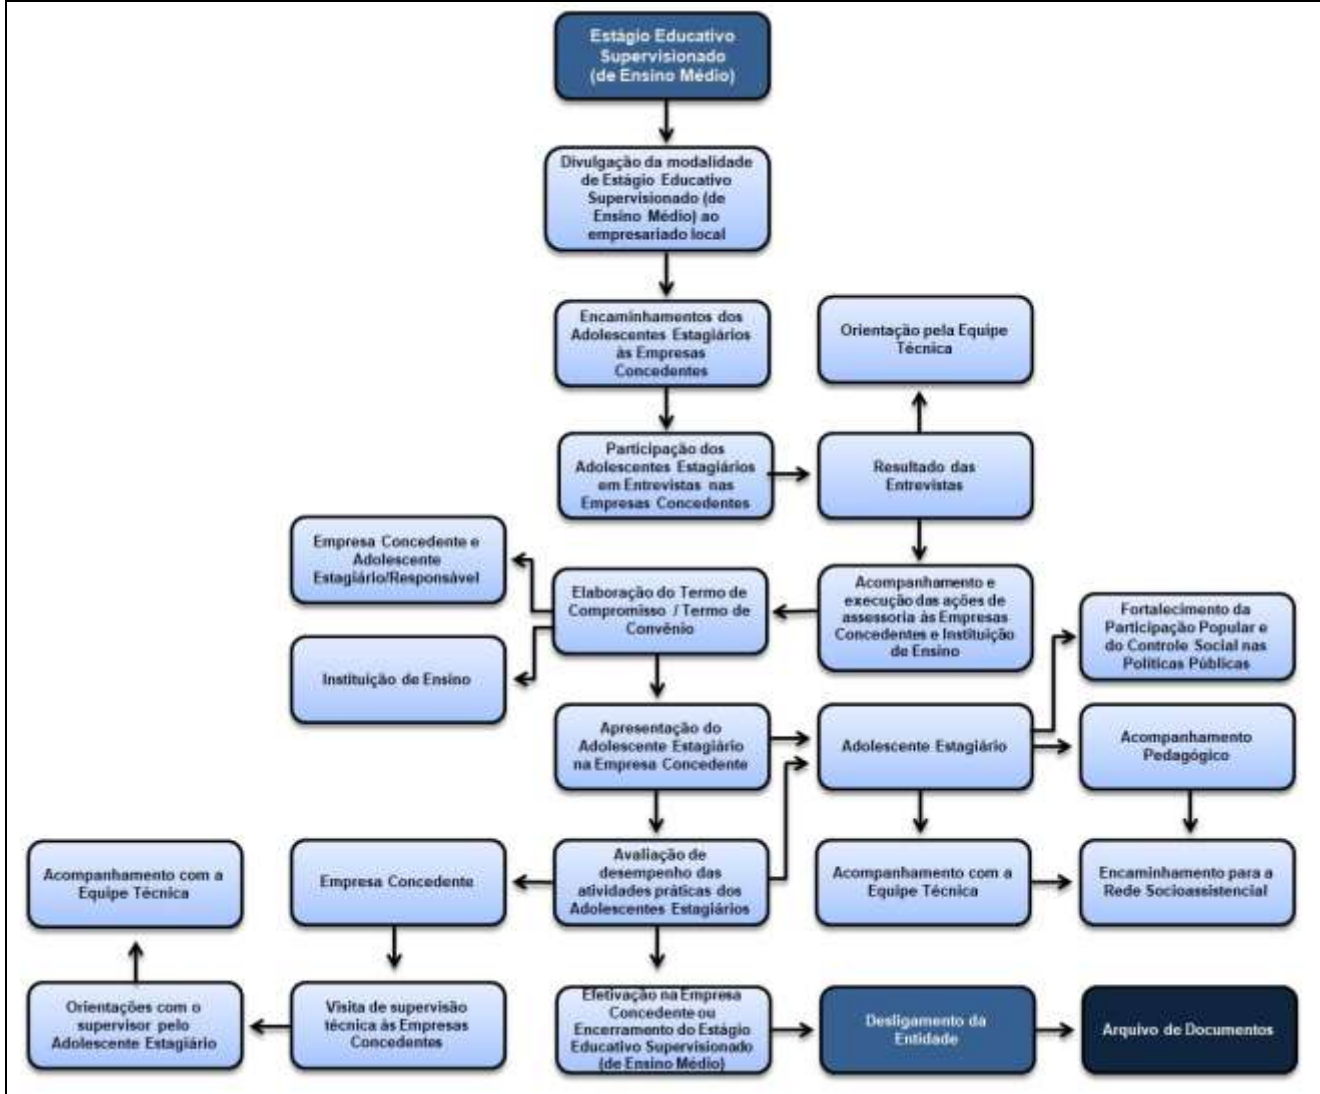 Estágio Educativo
Supervisionado
(de Ensino Médio)
Divulgação da modalidade
de Estágio Educativo
Supervisionado (de
Ensino Médio) ao
empresariado local
Encaminhamentos dos
Adolescentes Estagiários
às Empresas
Concedentes
Orientação pela Equipe
Técnica
Participação dos
Adolescentes Estagiários
em Entrevistas nas
Empresas Concedentes
Resultado das
Entrevistas
Empresa Concedente e
Adolescente
Estagiário/Responsável
Elaboração do Termo de
Compromisso / Termo de
Convênio
Acompanhamento e
execução das ações de
assessoria às Empresas
Concedentes e Instituição
de Ensino
Fortalecimento da
Participação Popular e
do Controle Social nas
Políticas Públicas
Instituição de Ensino
Apresentação do
Adolescente Estagiário
na Empresa Concedente
Adolescente Estagiário
Acompanhamento
Pedagógico
Acompanhamento com a
Equipe Técnica
Empresa Concedente
Avaliação de
desempenho das
atividades práticas dos
Adolescentes Estagiários
Acompanhamento com a
Equipe Técnica
Encaminhamento para a
Rede Socioassistencial
Orientações com o
supervisor pelo
Adolescente Estagiário
Visita de supervisão
técnica às Empresas
Concedentes
Efetivação na Empresa
Concedente ou
Encerramento do Estágio
Educativo Supervisionado
(de Ensino Médio)
Desligamento da
Entidade
Arquivo de Documentos